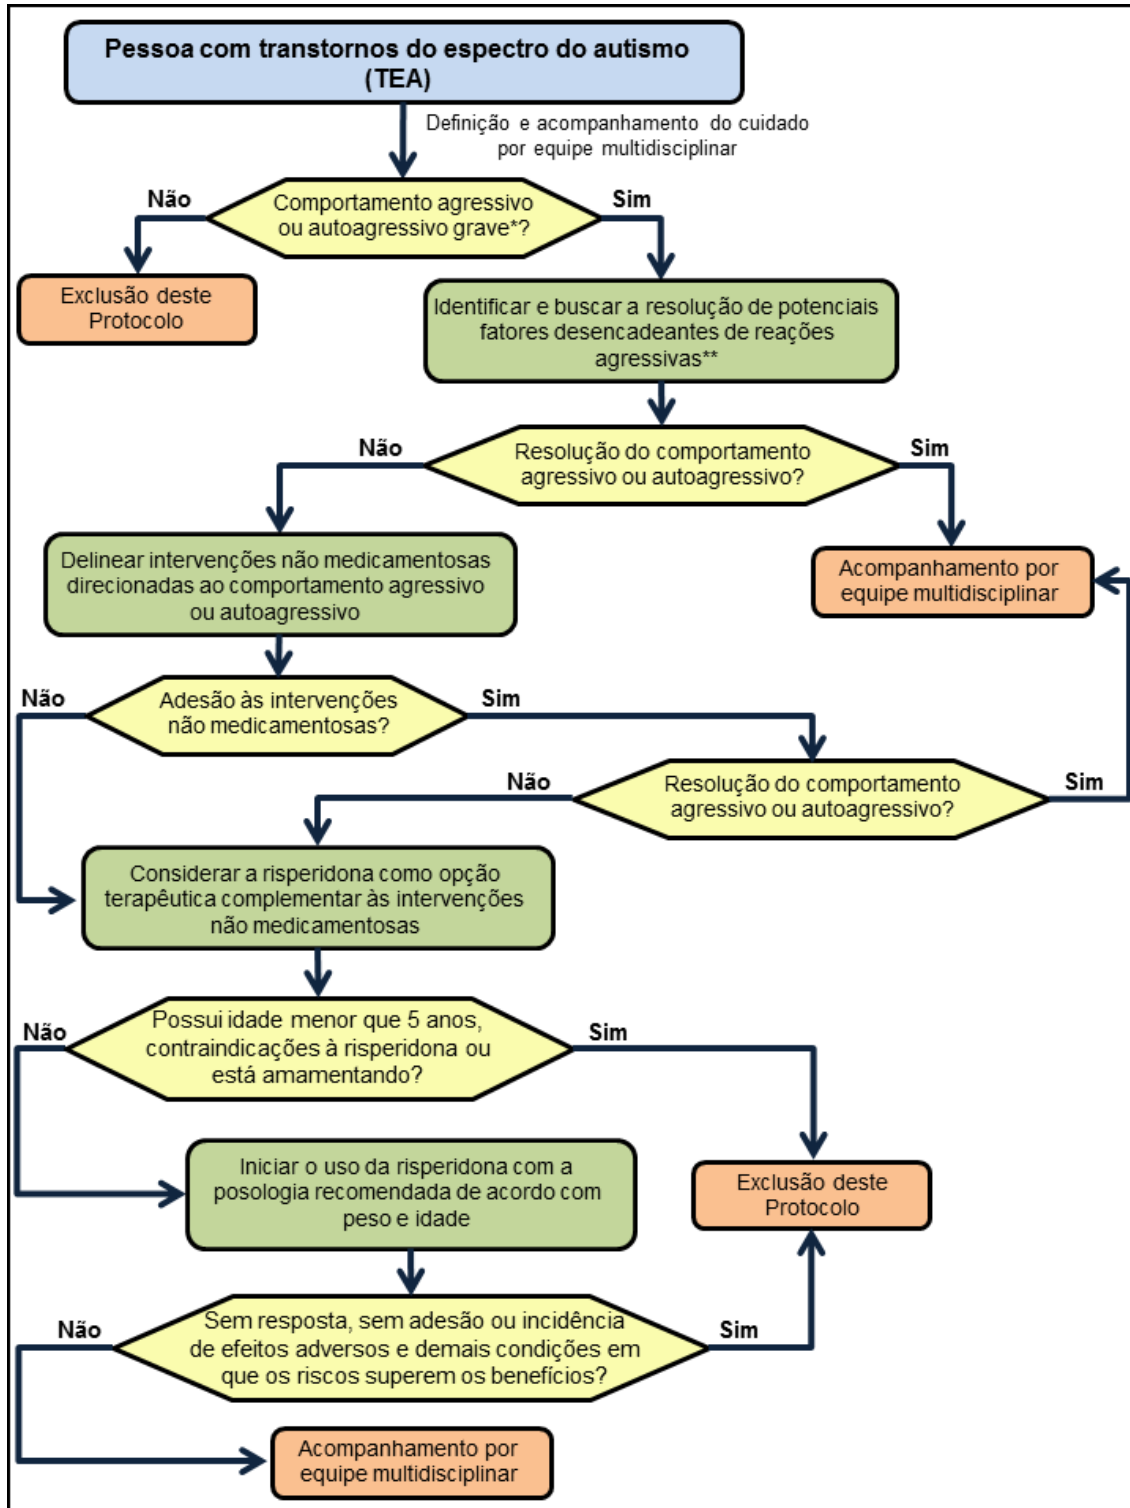 Pessoa com transtornos do espectro do autismo
(TEA)
Definição e acompanhamento do cuidado
por equipe multidisciplinar
Não
Comportamento agressivo
ou autoagressivo grave*?
Sim
Exclusão deste
Protocolo
Identificar e buscar a resolução de potenciais
fatores desencadeantes de reações
agressivas**
Não
Resolução do comportamento
agressivo ou autoagressivo?
Sim
Delinear intervenções não medicamentosas
direcionadas ao comportamento agressivo
ou autoagressivo
Acompanhamento por
equipe multidisciplinar
Não
Adesão às intervenções
não medicamentosas?
Sim
Não
Resolução do comportamento
agressivo ou autoagressivo?
Sim
Considerar a risperidona como opção
terapêutica complementar às intervenções
não medicamentosas
Não
Possui idade menor que 5 anos,
contraindicações à risperidona ou
está amamentando?
Sim
Iniciar o uso da risperidona com a
posologia recomendada de acordo com
peso e idade
Exclusão deste
Protocolo
Não
Sem resposta, sem adesão ou incidência
de efeitos adversos e demais condições em
que os riscos superem os benefícios?
Sim
Acompanhamento por
equipe multidisciplinar